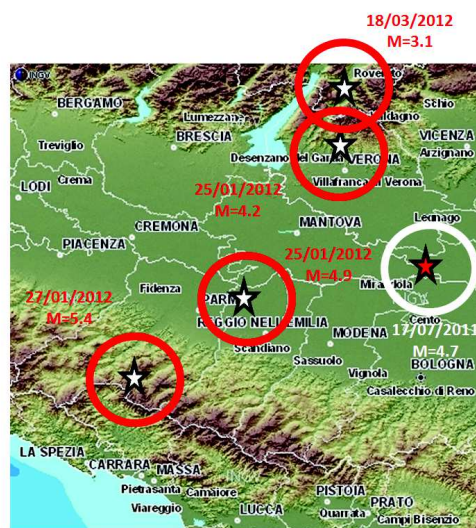 18/03/2012
M=3.1
INGV
Rovereto
BERGAMO
Schio
Lumezzane
Valdagno
Treviglio
BRESCIA
VICENZA
Desenzano del Garda
VERONA
Arzignano
Crema
LODI
25/01/2012
M=4.2
Villafranca di Verona
MANTOVA
Legnago
CREMONA
PIACENZA
25/01/2012
M=4.9
Fidenza
Mirandola
27/01/2012
M=5.4
PARMA
INGV
REGGIO NELL'EMILIA
Cento
17/07/2011
M=4.7
Scandiano
MODENA
Sassuolo
BOLOGNA
Vignola
Casalecchio di Reno
LA SPEZIA
CARRARA
MASSA
Pietrasanta
Camaiore
PISTOIA
Viareggio
LUCCA
PRATO
Quarrata
Campi Bisenzio